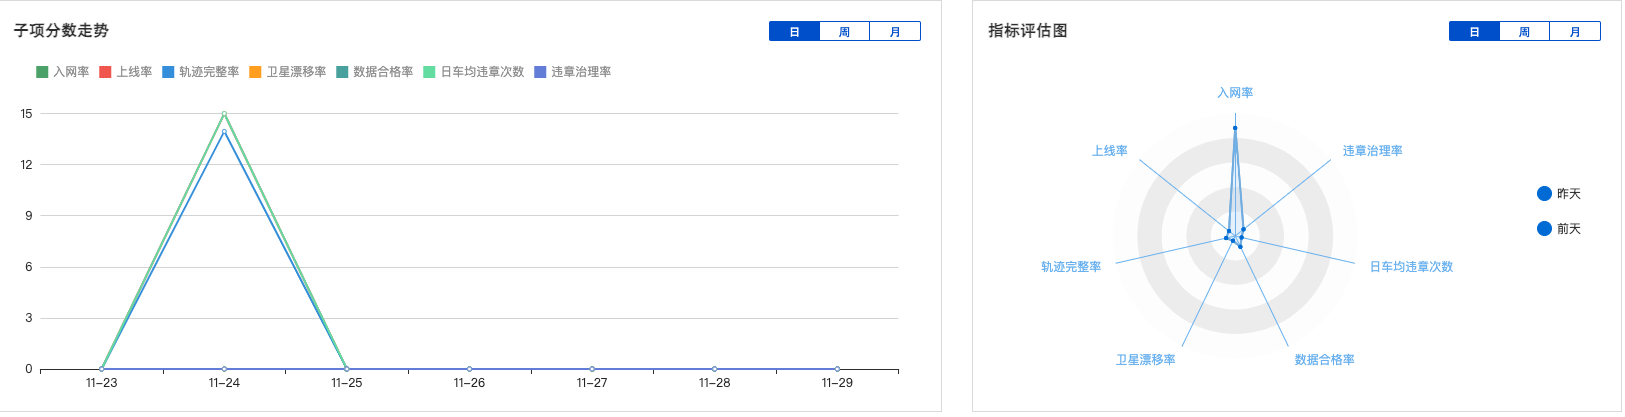 子项分数走势
日 周 月
入网率 上线率 轨迹完整率 卫星漂移率 数据合格率 日车均违章次数 违章治理率
15
12
9
6
3
0
11-23 11-24 11-25 11-26 11-27 11-28 11-29
指标评估图
日 周 月
入网率
上线率 违章治理率
昨天
前天
轨迹完整率 日车均违章次数
卫星漂移率 数据合格率